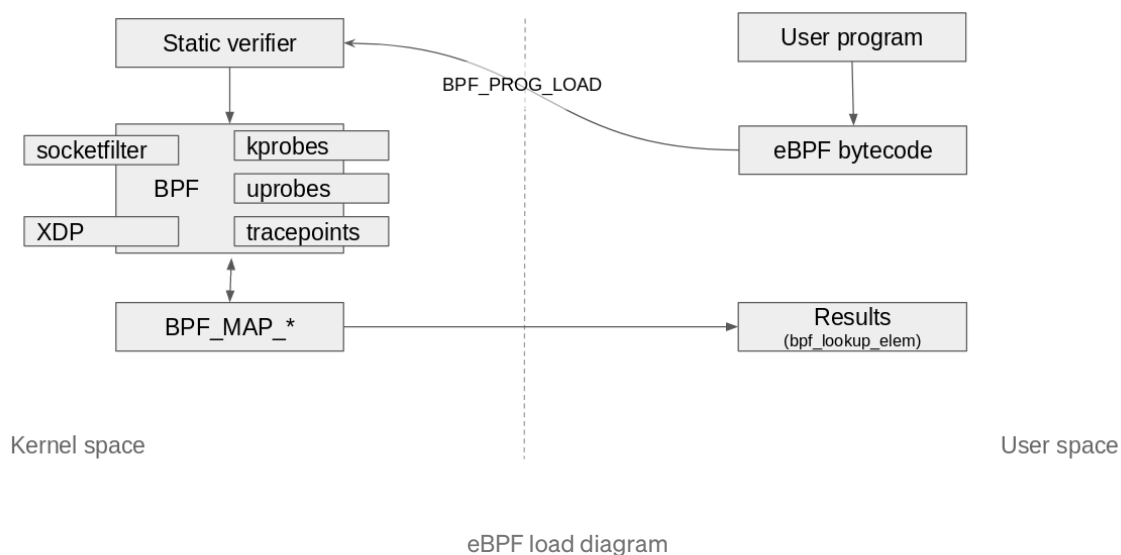 Static verifier
User program
BPF_PROG_LOAD
socketfilter
kprobes
eBPF bytecode
BPF
uprobes
XDP
tracepoints
BPF_MAP_*
Results
(bpf_lookup_elem)
Kernel space
User space
eBPF load diagram